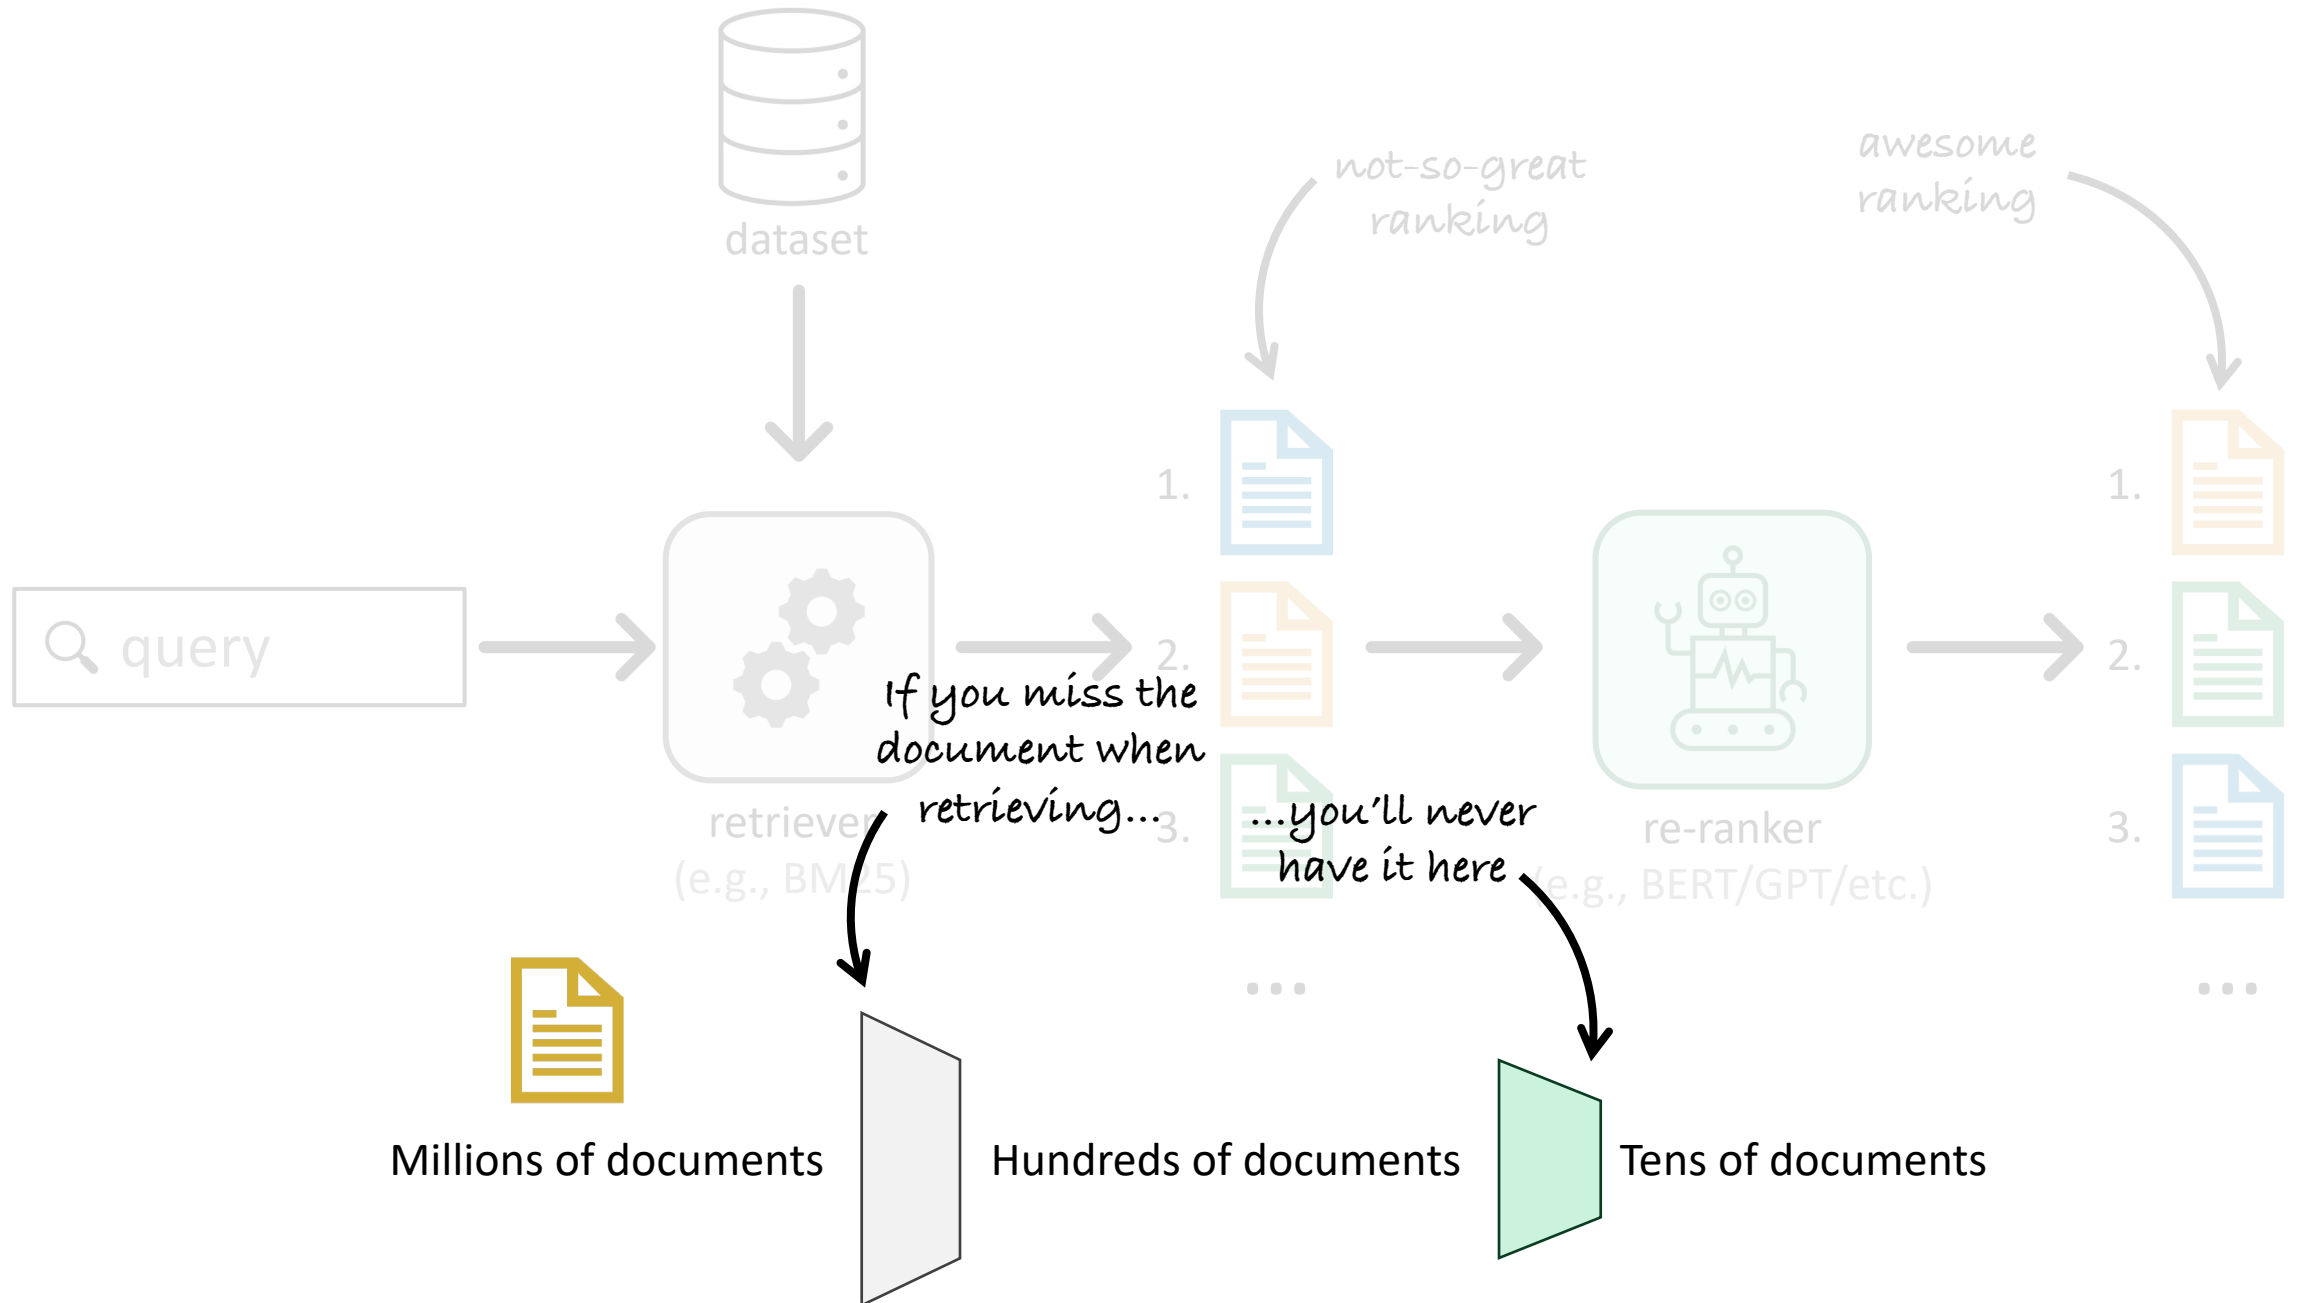 dataset
not-so-great
ranking
awesome
ranking
query
retriever
(e.g., BM25)
1.
2.
3.
...
re-ranker
(e.g., BERT/GPT/etc.)
1.
2.
3.
...
If you miss the
document when
retrieving...
...you'll never
have it here
Millions of documents
Hundreds of documents
Tens of documents